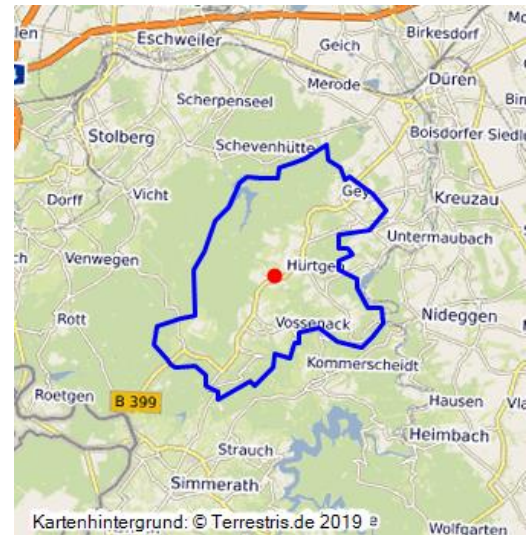 Eschweiler
Geich
Birkesdorf
Merode
Düren
Scherpenseel
Stolberg
Boisdorfer Siedl
Schevenhütte
Gey
Dorff
Vicht
Kreuzau
Untermaubach
Venwegen
Hürtgen
Nideggen
Rott
Vossenack
Kommerscheidt
Roetgen
B 399
Hausen
Heimbach
Strauch
Simmerath
Wolfgarten
Kartenhintergrund: © Terrestris.de 2019